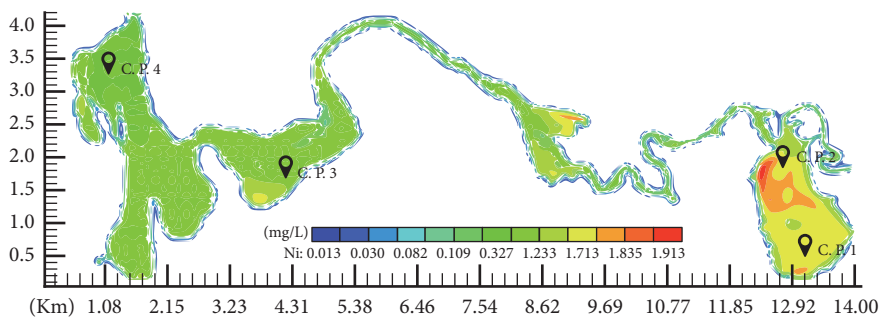 4.0
3.5
C. P. 4
3.0
2.5
C. P. 2
2.0
C. P. 3
1.5
1.0
(mg/L)
C. P. 1
0.5
Ni: 0.013 0.030 0.082 0.109 0.327 1.233 1.713 1.835 1.913
0.
(Km) 1.08 2.15 3.23 4.31 5.38 6.46 7.54 8.62 9.69 10.77 11.85 12.92 14.00